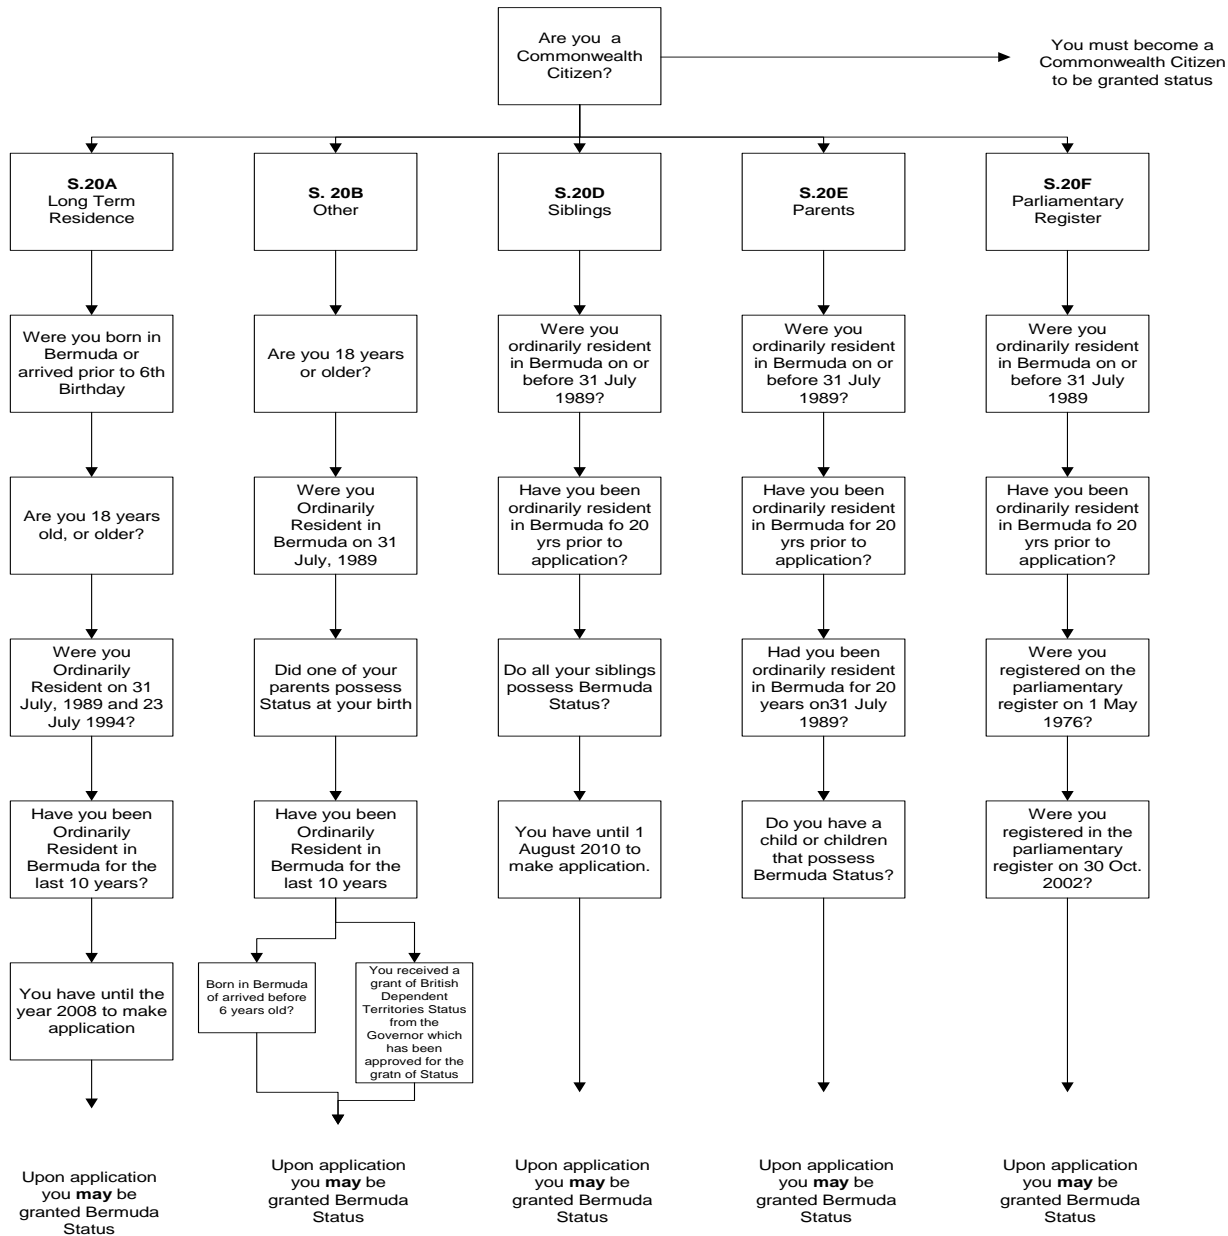 Are you a
Commonwealth
Citizen?
You must become a
Commonwealth Citizen
to be granted status
S.20A
Long Term
Residence
Were you born in
Bermuda or
arrived prior to 6th
Birthday
Are you 18 years
old, or older?
Were you
Ordinarily
Resident on 31
July, 1989 and 23
July 1994?
Have you been
Ordinarily
Resident in
Bermuda for the
last 10 years?
You have until the
year 2008 to make
application
Upon application
you may be
granted Bermuda
Status
S. 20B
Other
Are you 18 years
or older?
Were you
Ordinarily
Resident in
Bermuda on 31
July, 1989
Did one of your
parents possess
Status at your birth
Have you been
Ordinarily
Resident in
Bermuda for the
last 10 years
Born in Bermuda
of arrived before
6 years old?
You received a
grant of British
Dependent
Territories Status
from the
Governor which
has been
approved for the
gratn of Status
Upon application
you may be
granted Bermuda
Status
S.20D
Siblings
Were you
ordinarily resident
in Bermuda on or
before 31 July
1989?
Have you been
ordinarily resident
in Bermuda fo 20
yrs prior to
application?
Do all your siblings
possess Bermuda
Status?
You have until 1
August 2010 to
make application.
Upon application
you may be
granted Bermuda
Status
S.20E
Parents
Were you
ordinarily resident
in Bermuda on or
before 31 July
1989?
Have you been
ordinarily resident
in Bermuda for 20
yrs prior to
application?
Had you been
ordinarily resident
in Bermuda for 20
years on31 July
1989?
Do you have a
child or children
that possess
Bermuda Status?
Upon application
you may be
granted Bermuda
Status
S.20F
Parliamentary
Register
Were you
ordinarily resident
in Bermuda on or
before 31 July
1989
Have you been
ordinarily resident
in Bermuda fo 20
yrs prior to
application?
Were you
registered on the
parliamentary
register on 1 May
1976?
Were you
registered in the
parliamentary
register on 30 Oct.
2002?
Upon application
you may be
granted Bermuda
Status